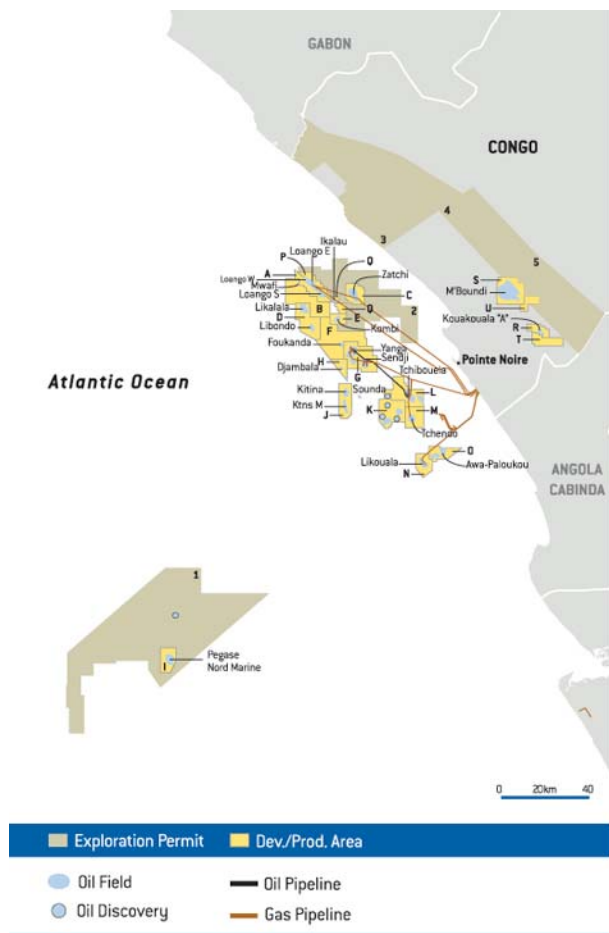 GABON
CONGO
4
3
5
Ikalau
Loango E
P
Q
A
Zatchi
Loango W
Mwafi
Loango S
S
M'Boundi
C
B
Q
Likalala
D
E
2
U
Kouakouala "A"
Libondo
F
Kombi
R
T
Foukanda
Yanga
Sendji
Pointe Noire
H
Djambala
G
Tchibouela
Atlantic Ocean
Kitina
Sounda
L
Ktns M
K
M
J
Tchendo
Likouala
O
Awa-Paloukou
N
ANGOLA
CABINDA
1
I
Pegase
Nord Marine
0 20km 40
Exploration Permit Dev./Prod. Area
Oil Field Oil Pipeline
Oil Discovery Gas Pipeline